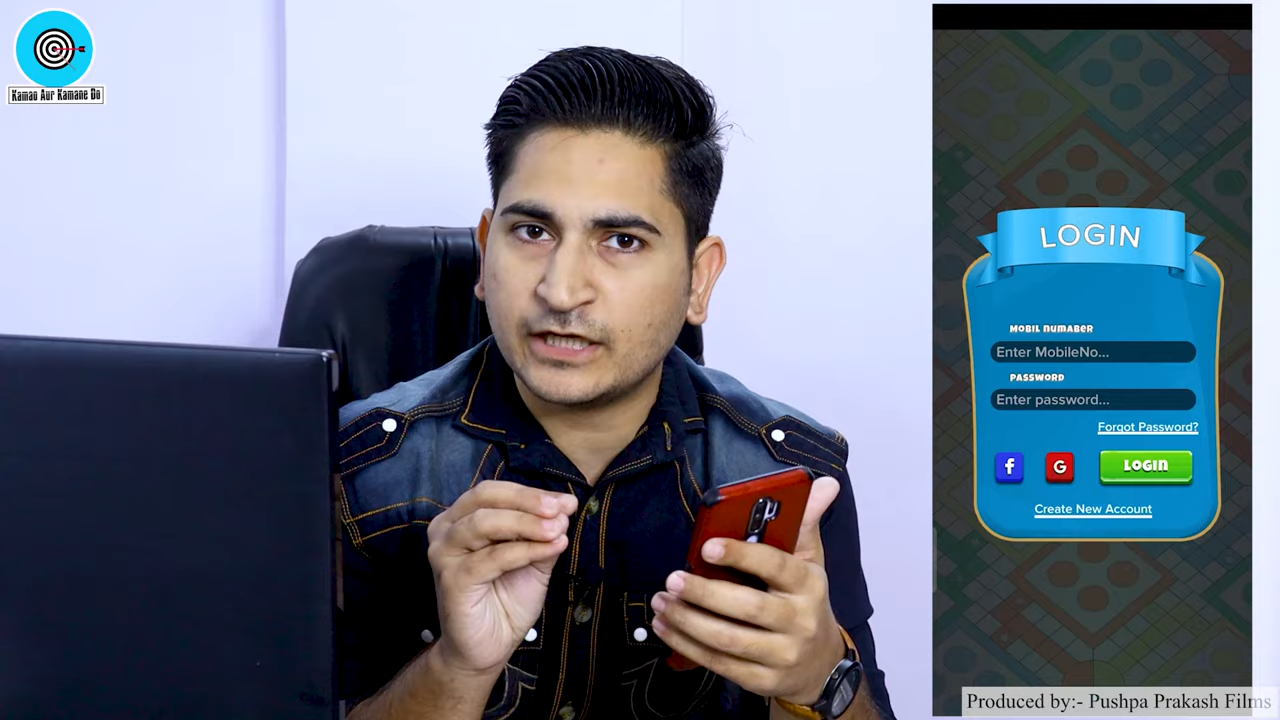 Kamao Aur Kamane Do
LOGIN
MOBIL NUMABER
Enter MobileNo...
PASSWORD
Enter password...
Forgot Password?
f
G
LOGIN
Create New Account
Produced by:- Pushpa Prakash Films